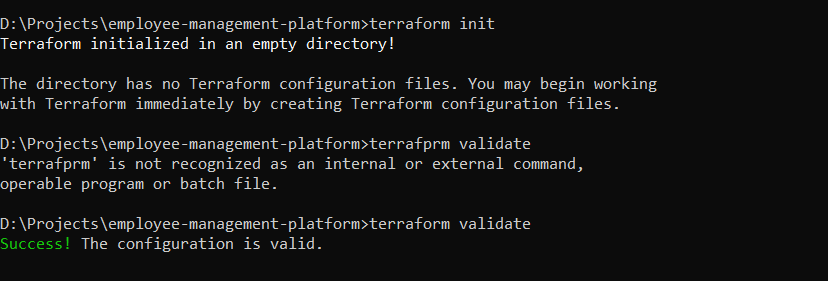 D:\Projects\employee-management-platform>terraform init
Terraform initialized in an empty directory!
The directory has no Terraform configuration files. You may begin working
with Terraform immediately by creating Terraform configuration files.
D:\Projects\employee-management-platform>terrafprm validate
'terrafprm' is not recognized as an internal or external command,
operable program or batch file.
D:\Projects\employee-management-platform>terraform validate
Success! The configuration is valid.